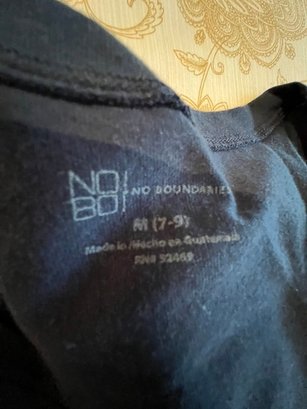 NO
BO
NO BOUNDARIES
M (7-9)
Made in /Hecho en Guatemala
RN# 52469